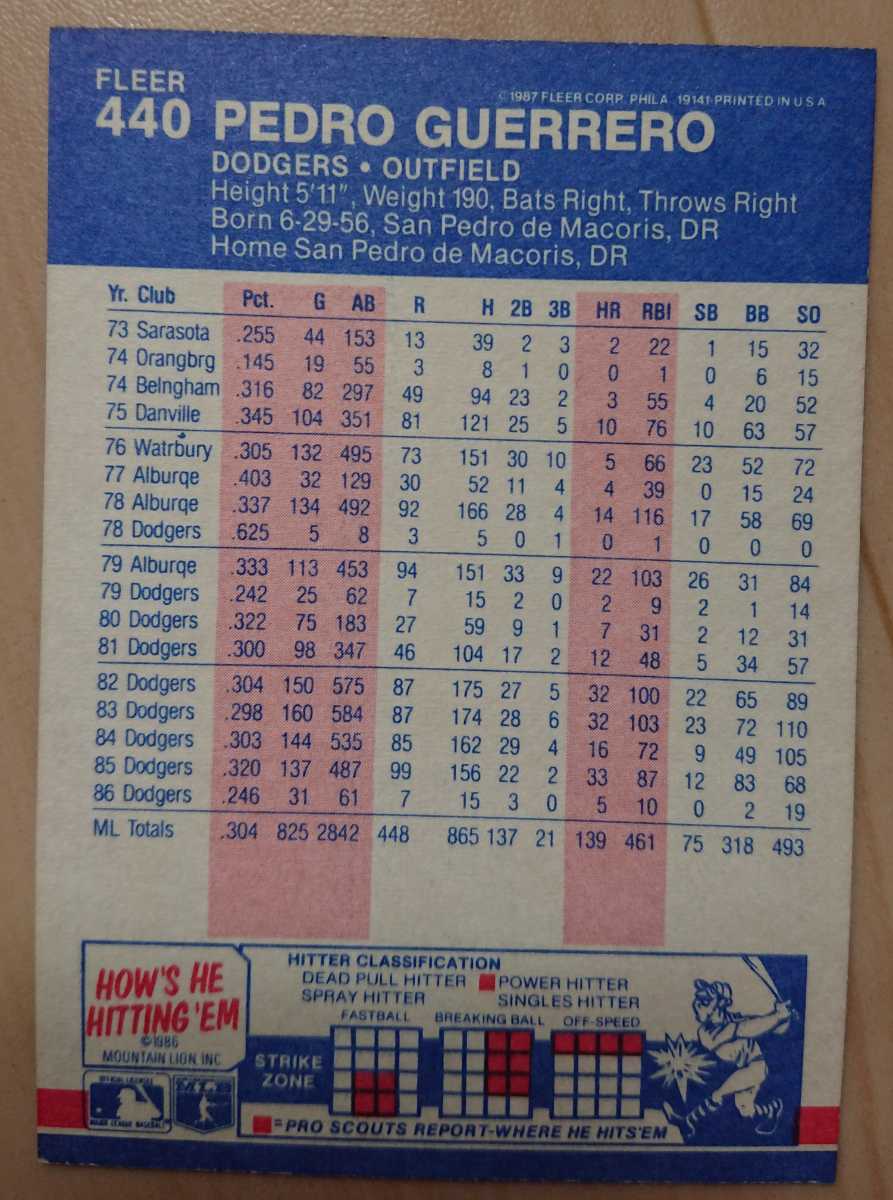 FLEER
©1987 FLEER CORP. PHILA. 19141-PRINTED IN U S A
440 PEDRO GUERRERO
DODGERS • OUTFIELD
Height 5'11", Weight 190, Bats Right, Throws Right
Born 6-29-56, San Pedro de Macoris, DR
Home San Pedro de Macoris, DR
Yr. Club Pct. G AB R H 2B 3B HR RBI SB BB SO
73 Sarasota .255 44 153 13 39 2 3 2 22 1 15 32
74 Orangbrg .145 19 55 3 8 1 0 0 1 0 6 15
74 Belngham .316 82 297 49 94 23 2 3 55 4 20 52
75 Danville .345 104 351 81 121 25 5 10 76 10 63 57
76 Watrbury .305 132 495 73 151 30 10 5 66 23 52 72
77 Alburqe .403 32 129 30 52 11 4 4 39 0 15 24
78 Alburqe .337 134 492 92 166 28 4 14 116 17 58 69
78 Dodgers .625 5 8 3 5 0 1 0 1 0 0 0
79 Alburqe .333 113 453 94 151 33 9 22 103 26 31 84
79 Dodgers .242 25 62 7 15 2 0 2 9 2 1 14
80 Dodgers .322 75 183 27 59 9 1 7 31 2 12 31
81 Dodgers .300 98 347 46 104 17 2 12 48 5 34 57
82 Dodgers .304 150 575 87 175 27 5 32 100 22 65 89
83 Dodgers .298 160 584 87 174 28 6 32 103 23 72 110
84 Dodgers .303 144 535 85 162 29 4 16 72 9 49 105
85 Dodgers .320 137 487 99 156 22 2 33 87 12 83 68
86 Dodgers .246 31 61 7 15 3 0 5 10 0 2 19
ML Totals .304 825 2842 448 865 137 21 139 461 75 318 493
HOW'S HE
HITTING 'EM
©1986
MOUNTAIN LION INC
HITTER CLASSIFICATION
DEAD PULL HITTER POWER HITTER
SPRAY HITTER SINGLES HITTER
FASTBALL BREAKING BALL OFF-SPEED
STRIKE
ZONE
OFFICIAL LICENSEE
MAJOR LEAGUE BASEBALL
=PRO SCOUTS REPORT-WHERE HE HITS'EM